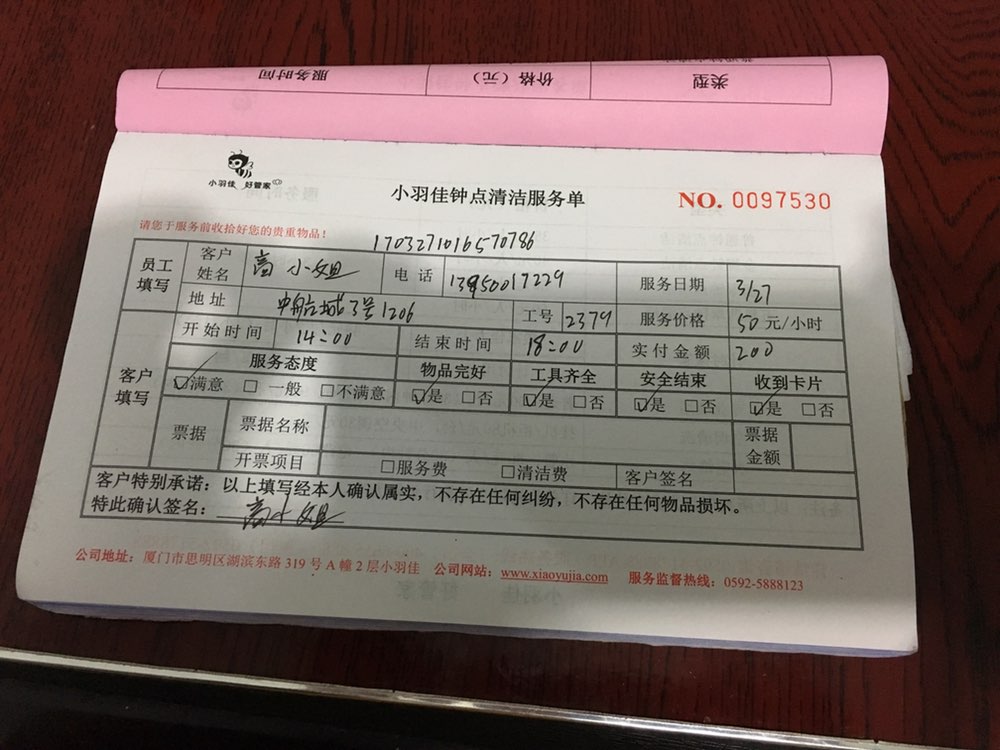 类型 价格（元） 服务时间
小羽佳 好管家
小羽佳钟点清洁服务单
NO. 0097530
请您于服务前收拾好您的贵重物品！
1703271016570786
员工填写 客户姓名 高小姐 电话 13950017229 服务日期 3/27
地址 中航城3号1206 工号 2379 服务价格 50元/小时
客户填写 开始时间 14:00 结束时间 18:00 实付金额 200
服务态度 物品完好 工具齐全 安全结束 收到卡片
☑满意 □一般 □不满意 ☑是 □否 ☑是 □否 ☑是 □否 ☑是 □否
票据 票据名称 票据金额
开票项目 □服务费 □清洁费 客户签名
客户特别承诺：以上填写经本人确认属实，不存在任何纠纷，不存在任何物品损坏。
特此确认签名：高小姐
公司地址：厦门市思明区湖滨东路 319 号 A 幢 2 层小羽佳 公司网站：www.xiaoyujia.com 服务监督热线：0592-5888123